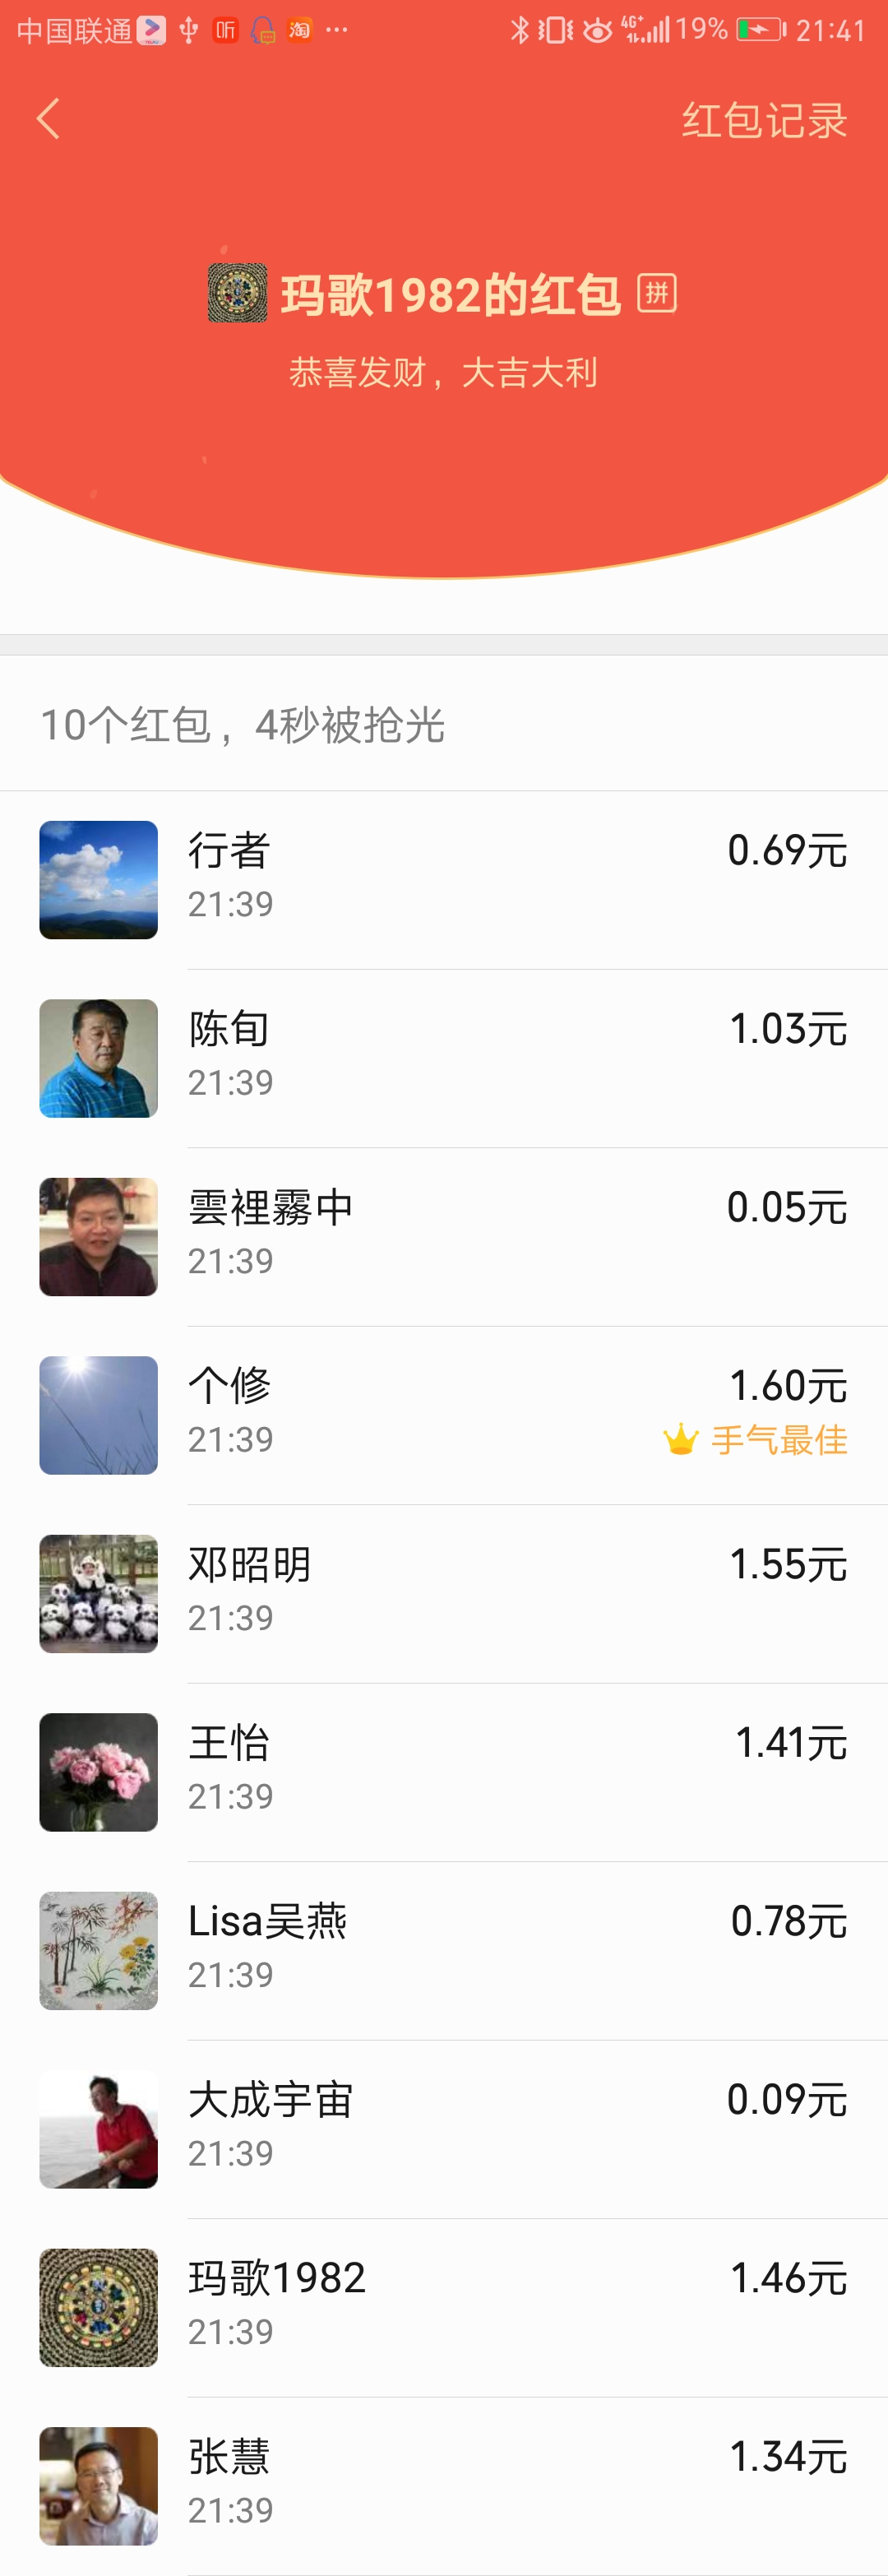 中国联通 听 淘 ... 4G+ 19% 21:41
红包记录
玛歌1982的红包 拼
恭喜发财，大吉大利
10个红包，4秒被抢光
行者 0.69元
21:39
陈旬 1.03元
21:39
雲裡霧中 0.05元
21:39
个修 1.60元
21:39 手气最佳
邓昭明 1.55元
21:39
王怡 1.41元
21:39
Lisa吴燕 0.78元
21:39
大成宇宙 0.09元
21:39
玛歌1982 1.46元
21:39
张慧 1.34元
21:39